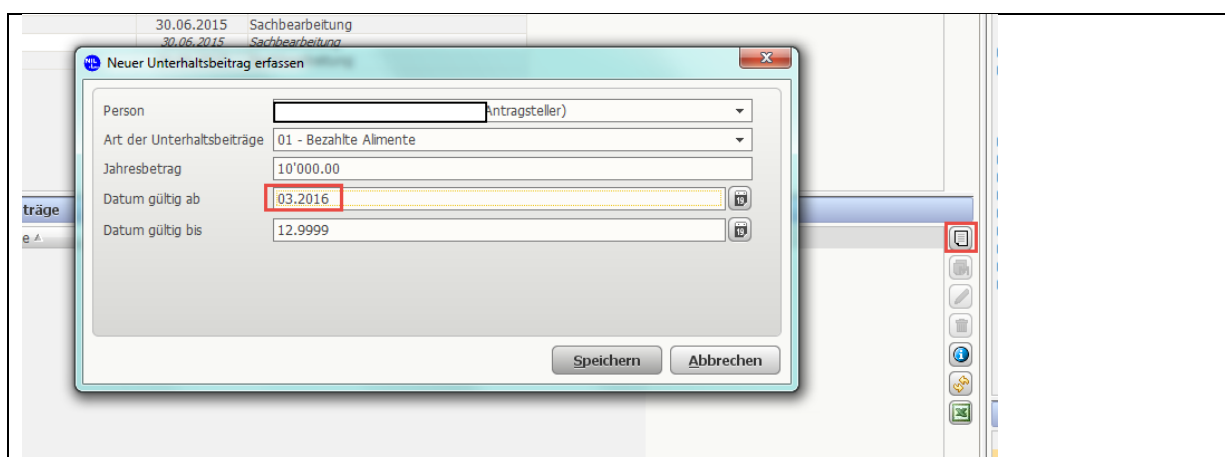 30.06.2015 Sachbearbeitung
30.06.2015 Sachbearbeitung
Neuer Unterhaltsbeitrag erfassen
Person Antragsteller)
Art der Unterhaltsbeiträge 01 - Bezahlte Alimente
Jahresbetrag 10'000.00
Datum gültig ab 03.2016
träge
Datum gültig bis 12.9999
Speichern Abbrechen